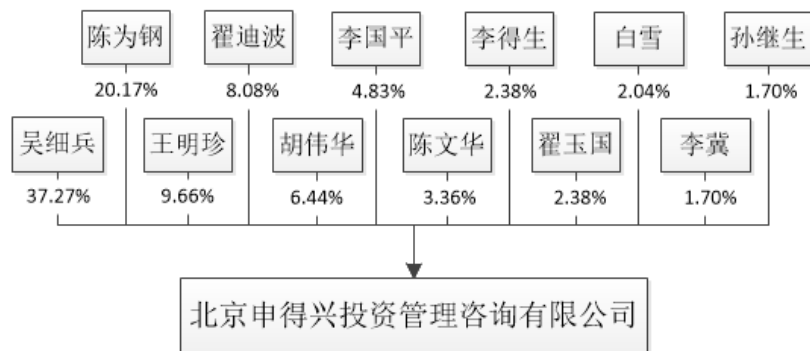 陈为钢 翟迪波 李国平 李得生 白雪 孙继生
20.17% 8.08% 4.83% 2.38% 2.04% 1.70%
吴细兵 王明珍 胡伟华 陈文华 翟玉国 李冀
37.27% 9.66% 6.44% 3.36% 2.38% 1.70%
北京申得兴投资管理咨询有限公司